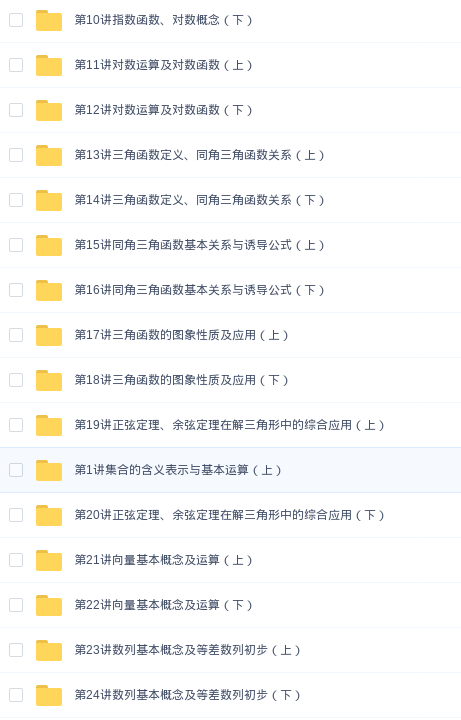 第10讲指数函数、对数概念（下）
第11讲对数运算及对数函数（上）
第12讲对数运算及对数函数（下）
第13讲三角函数定义、同角三角函数关系（上）
第14讲三角函数定义、同角三角函数关系（下）
第15讲同角三角函数基本关系与诱导公式（上）
第16讲同角三角函数基本关系与诱导公式（下）
第17讲三角函数的图象性质及应用（上）
第18讲三角函数的图象性质及应用（下）
第19讲正弦定理、余弦定理在解三角形中的综合应用（上）
第1讲集合的含义表示与基本运算（上）
第20讲正弦定理、余弦定理在解三角形中的综合应用（下）
第21讲向量基本概念及运算（上）
第22讲向量基本概念及运算（下）
第23讲数列基本概念及等差数列初步（上）
第24讲数列基本概念及等差数列初步（下）